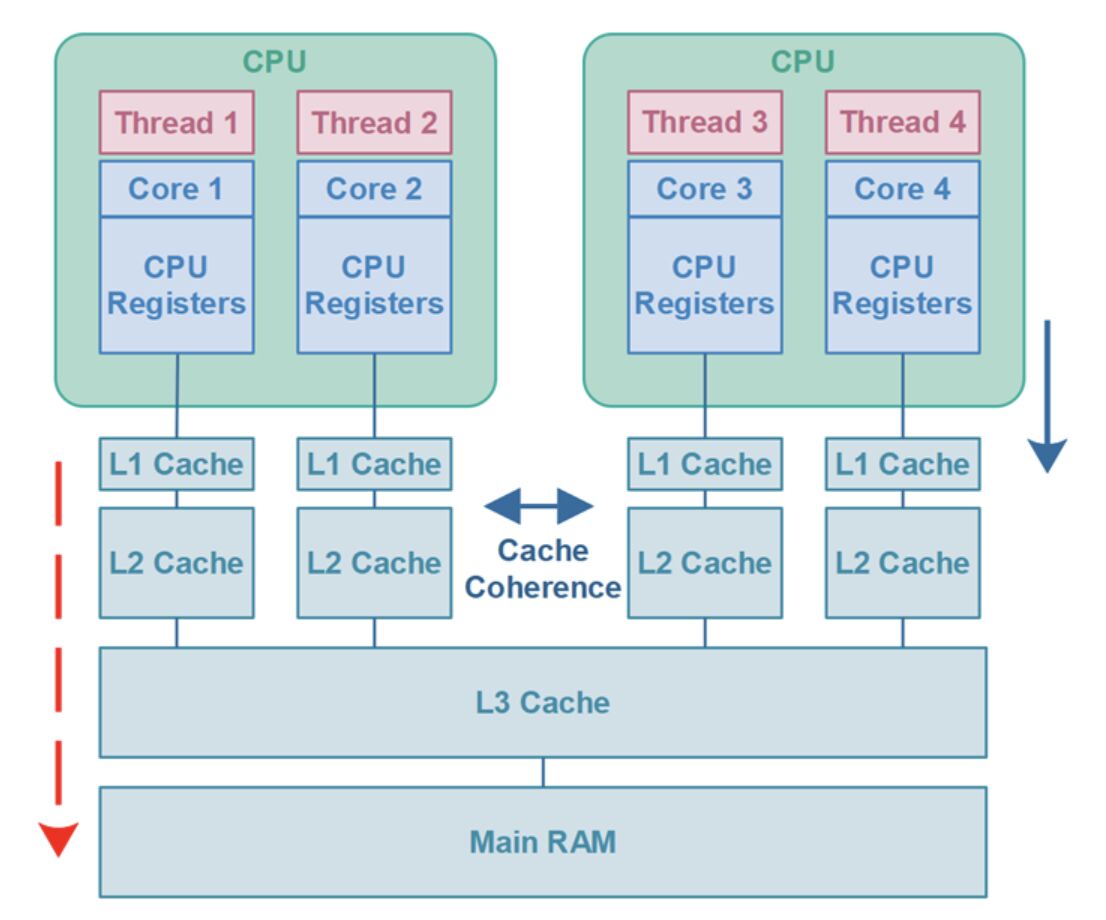 CPU
CPU
Thread 1
Thread 2
Thread 3
Thread 4
Core 1
Core 2
Core 3
Core 4
CPU
Registers
CPU
Registers
CPU
Registers
CPU
Registers
L1 Cache
L1 Cache
L1 Cache
L1 Cache
L2 Cache
L2 Cache
Cache
Coherence
L2 Cache
L2 Cache
L3 Cache
Main RAM